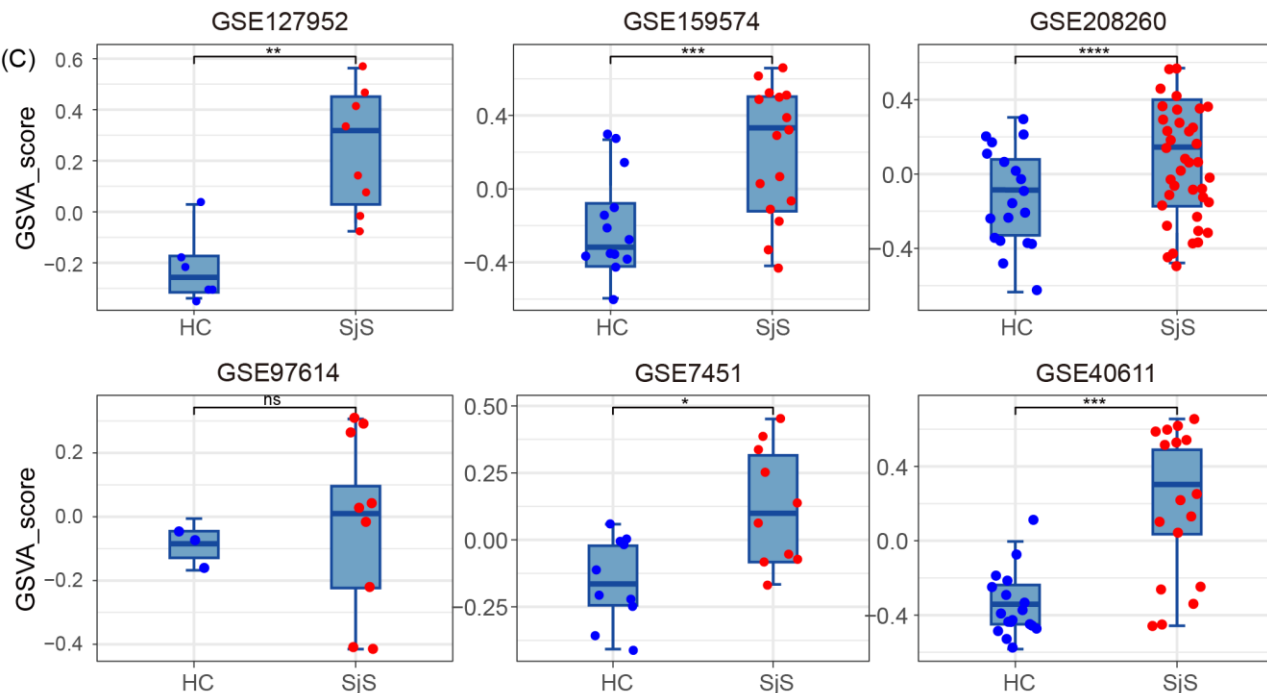 (C)
GSE127952
GSE159574
GSE208260
**
***
****
GSVA_score
0.6
0.4
0.2
0.0
−0.2
0.4
0.0
−0.4
0.4
0.0
−0.4
HC
SjS
HC
SjS
HC
SjS
GSE97614
GSE7451
GSE40611
ns
*
***
GSVA_score
0.2
0.0
−0.2
−0.4
0.50
0.25
0.00
−0.25
0.4
0.0
−0.4
HC
SjS
HC
SjS
HC
SjS